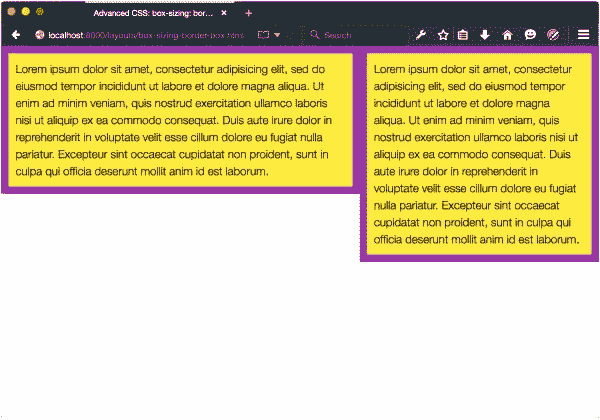 Advanced CSS: box-sizing: bor...
localhost:8000/layouts/box-sizing-border-box.html
Search
Lorem ipsum dolor sit amet, consectetur adipisicing elit, sed do
eiusmod tempor incididunt ut labore et dolore magna aliqua. Ut
enim ad minim veniam, quis nostrud exercitation ullamco laboris
nisi ut aliquip ex ea commodo consequat. Duis aute irure dolor in
reprehenderit in voluptate velit esse cillum dolore eu fugiat nulla
pariatur. Excepteur sint occaecat cupidatat non proident, sunt in
culpa qui officia deserunt mollit anim id est laborum.
Lorem ipsum dolor sit amet, consectetur
adipisicing elit, sed do eiusmod tempor
incididunt ut labore et dolore magna
aliqua. Ut enim ad minim veniam, quis
nostrud exercitation ullamco laboris nisi ut
aliquip ex ea commodo consequat. Duis
aute irure dolor in reprehenderit in
voluptate velit esse cillum dolore eu fugiat
nulla pariatur. Excepteur sint occaecat
cupidatat non proident, sunt in culpa qui
officia deserunt mollit anim id est laborum.